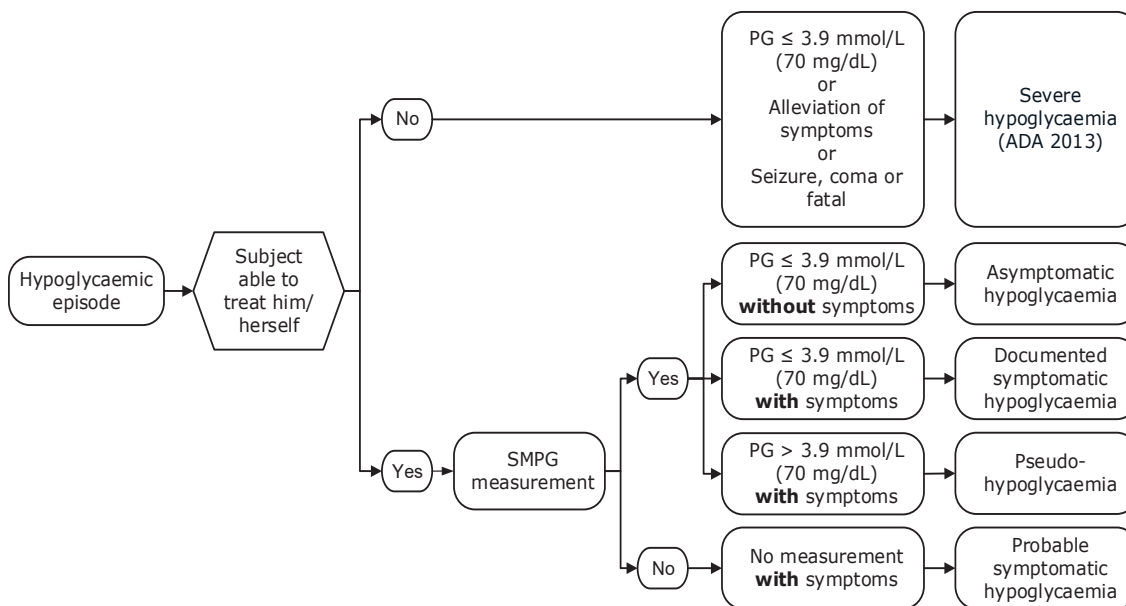 PG ≤ 3.9 mmol/L
(70 mg/dL)
or
Alleviation of
symptoms
or
Seizure, coma or
fatal
Severe
hypoglycaemia
(ADA 2013)
No
Hypoglycaemic
episode
Subject
able to
treat him/
herself
PG ≤ 3.9 mmol/L
(70 mg/dL)
without symptoms
Asymptomatic
hypoglycaemia
Yes
PG ≤ 3.9 mmol/L
(70 mg/dL)
with symptoms
Documented
symptomatic
hypoglycaemia
Yes
SMPG
measurement
PG > 3.9 mmol/L
(70 mg/dL)
with symptoms
Pseudo-
hypoglycaemia
No
No measurement
with symptoms
Probable
symptomatic
hypoglycaemia